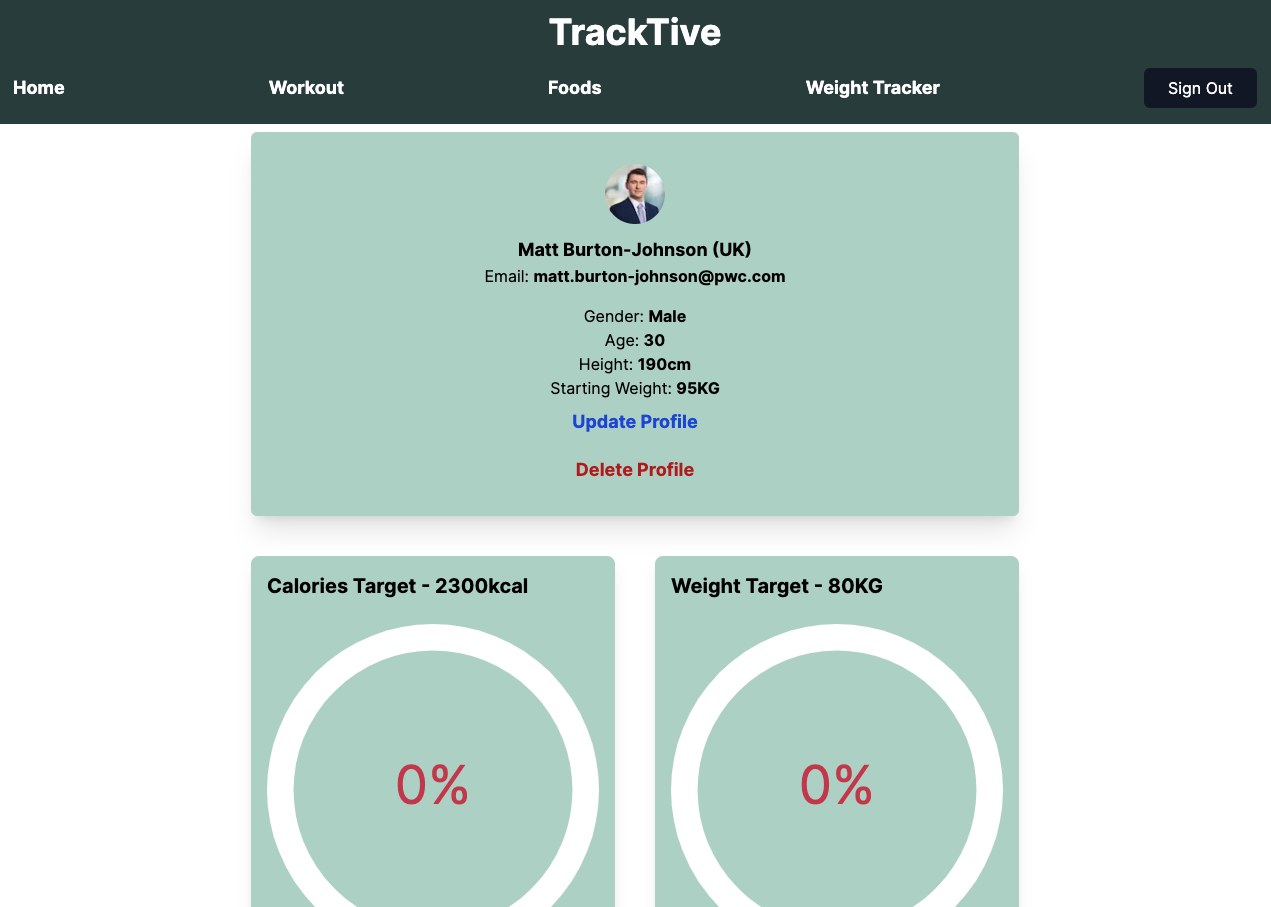 TrackTive
Home Workout Foods Weight Tracker Sign Out
Matt Burton-Johnson (UK)
Email: matt.burton-johnson@pwc.com
Gender: Male
Age: 30
Height: 190cm
Starting Weight: 95KG
Update Profile
Delete Profile
Calories Target - 2300kcal
0%
Weight Target - 80KG
0%